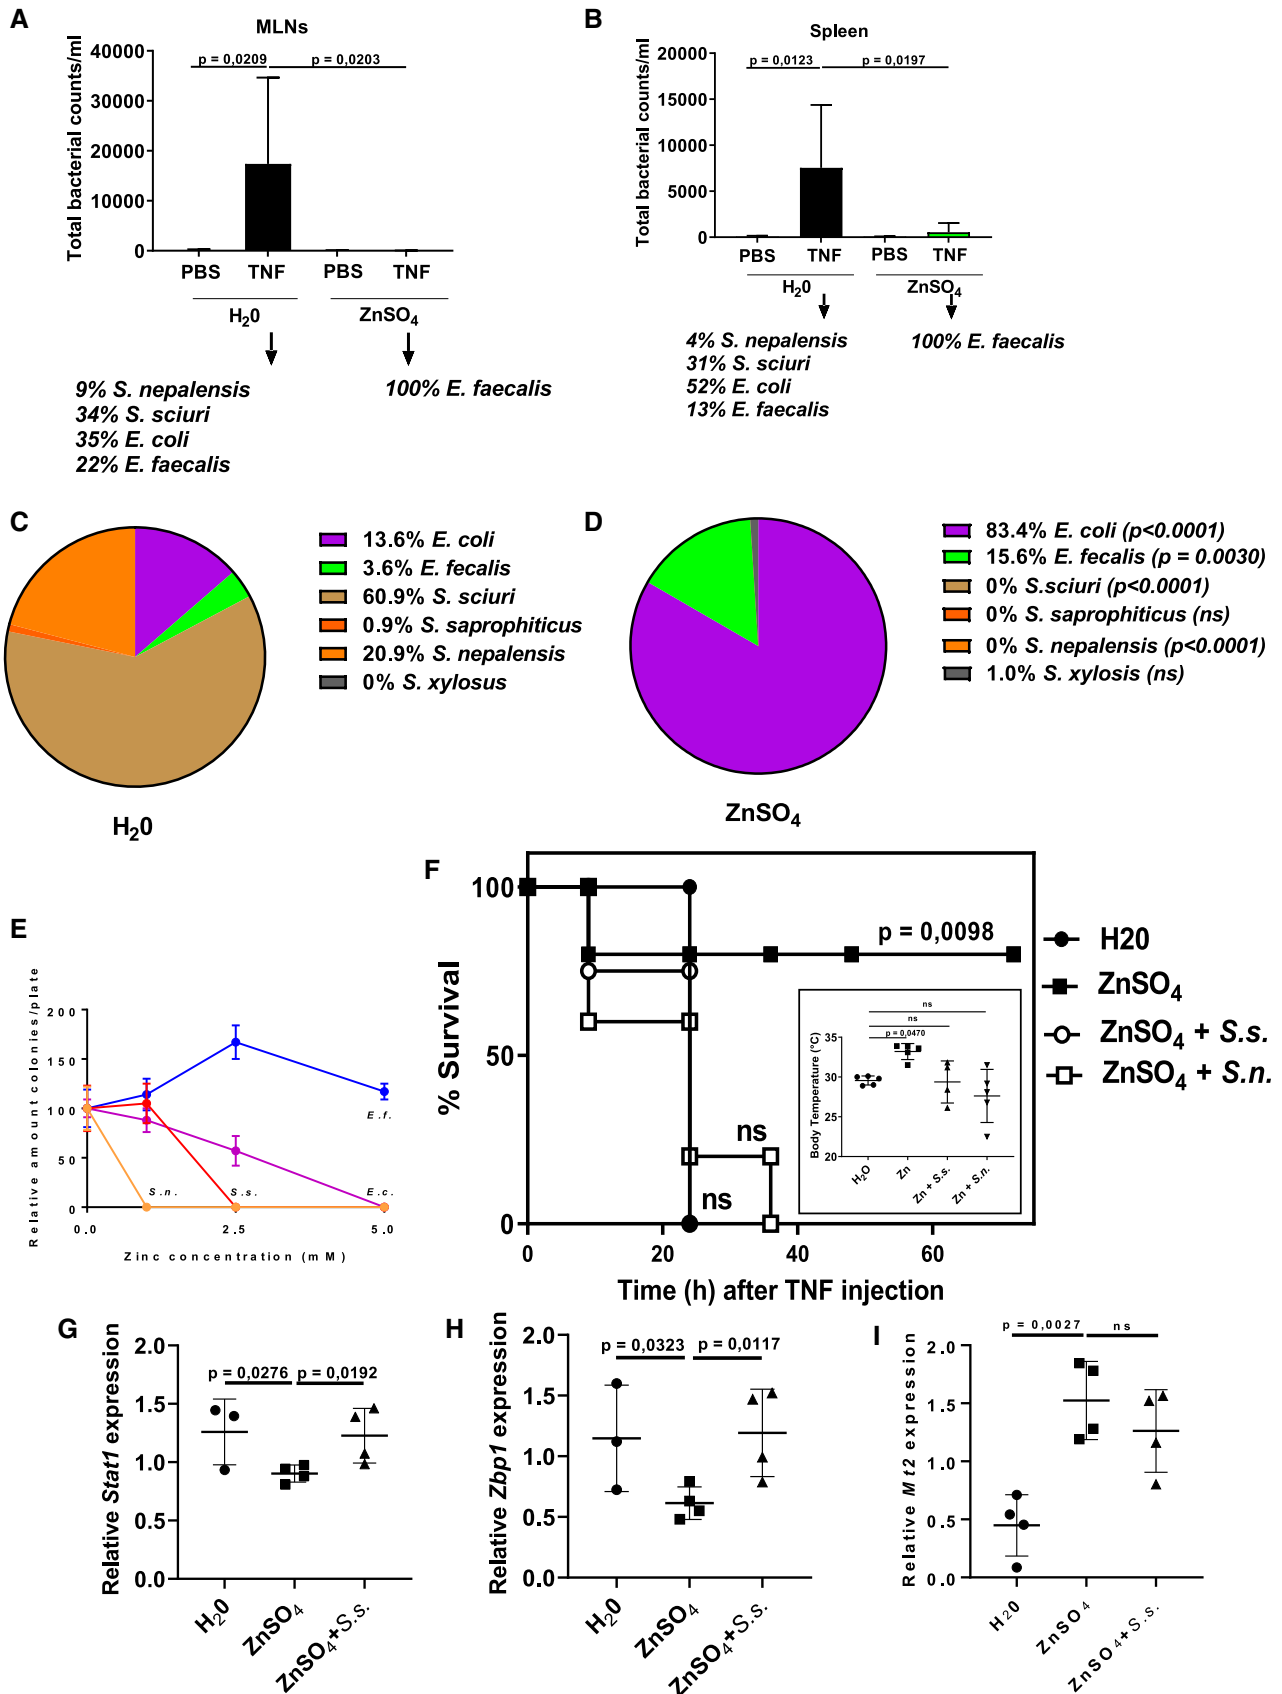 A
MLNs
Total bacterial counts/ml
40000
30000
20000
10000
0
p = 0,0209
p = 0,0203
PBS TNF PBS TNF
H20 ZnSO4
9% S. nepalensis
34% S. sciuri
35% E. coli
22% E. faecalis
100% E. faecalis
B
Spleen
Total bacterial counts/ml
20000
15000
10000
5000
0
p = 0,0123
p = 0,0197
PBS TNF PBS TNF
H20 ZnSO4
4% S. nepalensis
31% S. sciuri
52% E. coli
13% E. faecalis
100% E. faecalis
C
13.6% E. coli
3.6% E. fecalis
60.9% S. sciuri
0.9% S. saprophiticus
20.9% S. nepalensis
0% S. xylosus
H20
D
83.4% E. coli (p<0.0001)
15.6% E. fecalis (p = 0.0030)
0% S.sciuri (p<0.0001)
0% S. saprophiticus (ns)
0% S. nepalensis (p<0.0001)
1.0% S. xylosis (ns)
ZnSO4
E
Relative amount colonies/plate
200
150
100
50
0
E.f.
S.n. S.s. E.c.
0.0 2.5 5.0
Zinc concentration (mM)
F
% Survival
100
50
0
p = 0,0098
ns
ns
0 20 40 60
Time (h) after TNF injection
H20
ZnSO4
ZnSO4 + S.s.
ZnSO4 + S.n.
Body Temperature (°C)
35
30
25
20
ns
ns
p = 0,0470
H2O Zn Zn + S.s. Zn + S.n.
G
Relative Stat1 expression
2.0
1.5
1.0
0.5
0.0
p = 0,0276 p = 0,0192
H20 ZnSO4 ZnSO4+S.s.
H
Relative Zbp1 expression
2.0
1.5
1.0
0.5
0.0
p = 0,0323 p = 0,0117
H20 ZnSO4 ZnSO4+S.s.
I
Relative Mt2 expression
2.0
1.5
1.0
0.5
0.0
p = 0,0027 ns
H20 ZnSO4 ZnSO4+S.s.